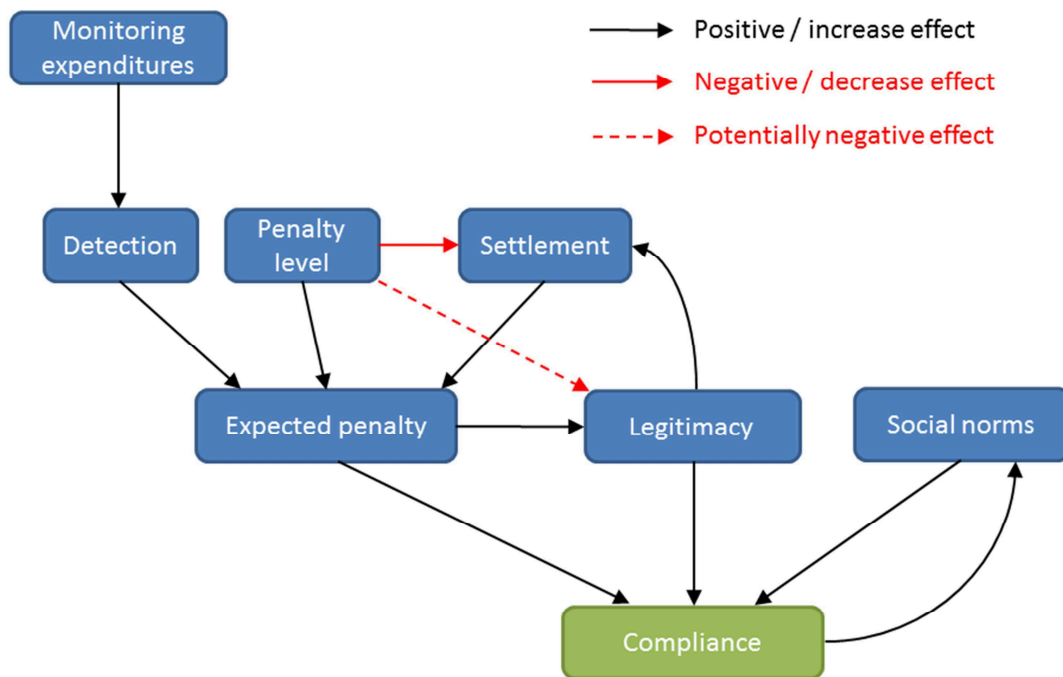 Monitoring
expenditures
Positive / increase effect
Negative / decrease effect
Potentially negative effect
Detection
Penalty
level
Settlement
Expected penalty
Legitimacy
Social norms
Compliance